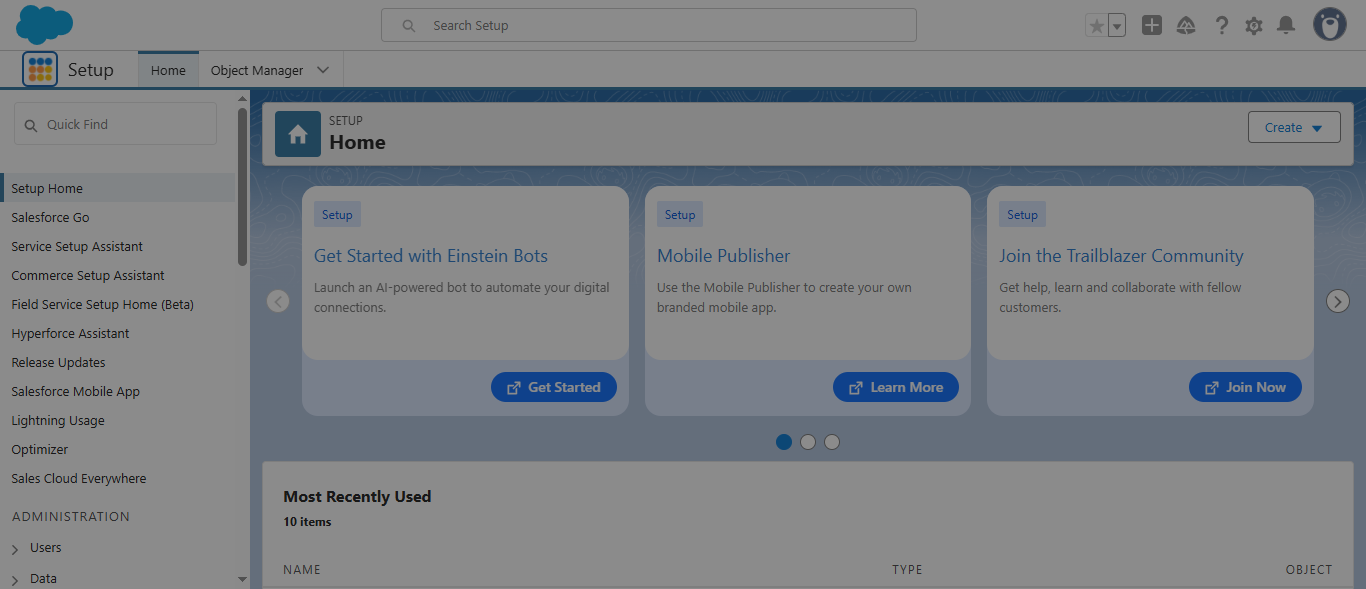 Search Setup
Setup
Home
Object Manager
Quick Find
Setup Home
Salesforce Go
Service Setup Assistant
Commerce Setup Assistant
Field Service Setup Home (Beta)
Hyperforce Assistant
Release Updates
Salesforce Mobile App
Lightning Usage
Optimizer
Sales Cloud Everywhere
ADMINISTRATION
Users
Data
SETUP
Home
Create
Setup
Get Started with Einstein Bots
Launch an AI-powered bot to automate your digital
connections.
Get Started
Setup
Mobile Publisher
Use the Mobile Publisher to create your own
branded mobile app.
Learn More
Setup
Join the Trailblazer Community
Get help, learn and collaborate with fellow
customers.
Join Now
Most Recently Used
10 items
NAME TYPE OBJECT